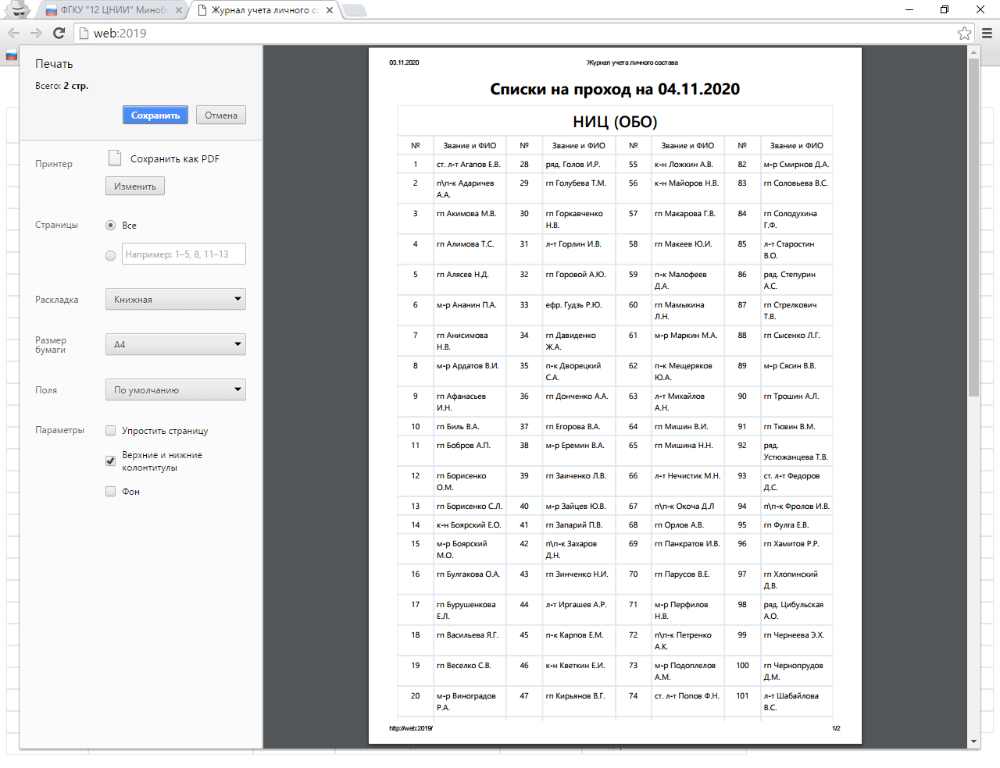 ФГКУ "12 ЦНИИ" Миноб
Журнал учета личного со
web:2019
Печать
Всего: 2 стр.
Сохранить
Отмена
Принтер
Сохранить как PDF
Изменить
Страницы
Все
Например: 1–5, 8, 11–13
Раскладка
Книжная
Размер
бумаги
A4
Поля
По умолчанию
Параметры
Упростить страницу
Верхние и нижние
колонтитулы
Фон
03.11.2020 Журнал учета личного состава
Списки на проход на 04.11.2020
НИЦ (ОБО)
№ Звание и ФИО № Звание и ФИО № Звание и ФИО № Звание и ФИО
1 ст. л-т Агапов Е.В. 28 ряд. Голов И.Р. 55 к-н Ложкин А.В. 82 м-р Смирнов Д.А.
2 п\п-к Адаричев 29 гп Голубева Т.М. 56 к-н Майоров Н.В. 83 гп Соловьева В.С.
А.А.
3 гп Акимова М.В. 30 гп Горкавченко 57 гп Макарова Г.В. 84 гп Солодухина
Н.В. Г.Ф.
4 гп Алимова Т.С. 31 л-т Горлин И.В. 58 гп Макеев Ю.И. 85 л-т Старостин
В.О.
5 гп Алясев Н.Д. 32 гп Горовой А.Ю. 59 п-к Малофеев 86 ряд. Степурин
Д.А. А.С.
6 м-р Ананин П.А. 33 ефр. Гудзь Р.Ю. 60 гп Мамыкина 87 гп Стрелкович
Л.Н. Т.В.
7 гп Анисимова 34 гп Давиденко 61 м-р Маркин М.А. 88 гп Сысенко Л.Г.
Н.В. Ж.А.
8 м-р Ардатов В.И. 35 п-к Дворецкий 62 п-к Мещеряков 89 м-р Сясин В.В.
С.А. Ю.А.
9 гп Афанасьев 36 гп Донченко А.А. 63 л-т Михайлов 90 гп Трошин А.Л.
И.Н. А.Н.
10 гп Биль В.А. 37 гп Егорова В.А. 64 гп Мишин В.И. 91 гп Тювин В.М.
11 гп Бобров А.П. 38 м-р Еремин В.А. 65 гп Мишина Н.Н. 92 ряд.
Устюжанцева Т.В.
12 гп Борисенко 39 гп Заиченко Л.В. 66 л-т Нечистик М.Н. 93 ст. л-т Федоров
О.М. Д.С.
13 гп Борисенко С.Л. 40 м-р Зайцев Ю.В. 67 п\п-к Окоча Д.Л 94 п\п-к Фролов И.В.
14 к-н Боярский Е.О. 41 гп Запарий П.В. 68 гп Орлов А.В. 95 гп Фулга Е.В.
15 м-р Боярский 42 п\п-к Захаров 69 гп Панкратов И.В. 96 гп Хамитов Р.Р.
М.О. Д.Н.
16 гп Булгакова О.А. 43 гп Зинченко Н.И. 70 гп Парусов В.Е. 97 гп Хлопинский
Д.В.
17 гп Бурушенкова 44 л-т Иргашев А.Р. 71 м-р Перфилов 98 ряд. Цибульская
Е.Л. Н.В. А.О.
18 гп Васильева Я.Г. 45 п-к Карпов Е.М. 72 п\п-к Петренко 99 гп Чернеева Э.Х.
А.К.
19 гп Веселко С.В. 46 к-н Кветкин Е.И. 73 м-р Подоплелов 100 гп Чернопрудов
А.М. Д.М.
20 м-р Виноградов 47 гп Кирьянов В.Г. 74 ст. л-т Попов Ф.Н. 101 л-т Шабайлова
Р.А. В.С.
http://web:2019/ 1/2